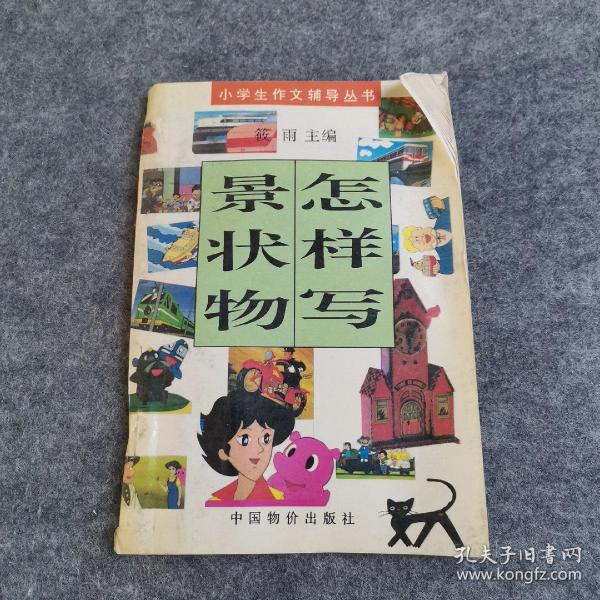 小学生作文辅导丛书
筱 雨 主编
怎样写
景状物
中国物价出版社
孔夫子旧书网
www.kongfz.com